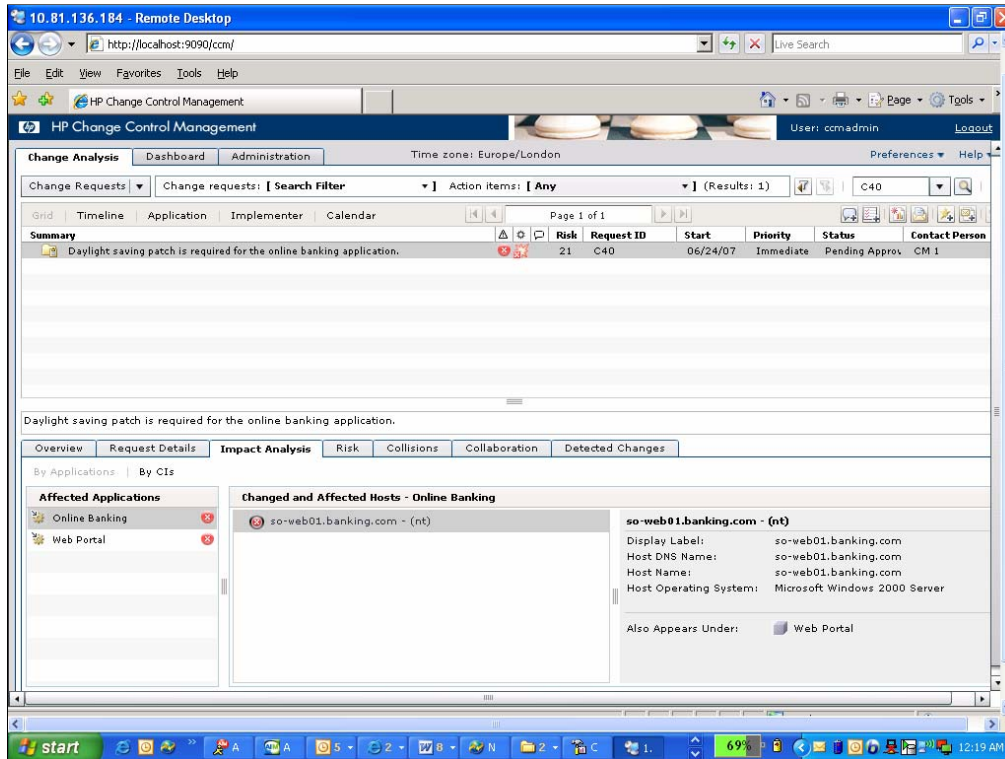 10.81.136.184 - Remote Desktop
http://localhost:9090/ccm/
Live Search
File Edit View Favorites Tools Help
HP Change Control Management
Page Tools
hp HP Change Control Management
User: ccmadmin Logout
Change Analysis Dashboard Administration Time zone: Europe/London Preferences Help
Change Requests Change requests: [ Search Filter ] Action items: [ Any ] (Results: 1) C40
Grid | Timeline | Application | Implementer | Calendar Page 1 of 1
Summary Risk Request ID Start Priority Status Contact Person
Daylight saving patch is required for the online banking application. 21 C40 06/24/07 Immediate Pending Approv CM 1
Daylight saving patch is required for the online banking application.
Overview Request Details Impact Analysis Risk Collisions Collaboration Detected Changes
By Applications | By CIs
Affected Applications
Online Banking
Web Portal
Changed and Affected Hosts - Online Banking
so-web01.banking.com - (nt)
so-web01.banking.com - (nt)
Display Label: so-web01.banking.com
Host DNS Name: so-web01.banking.com
Host Name: so-web01.banking.com
Host Operating System: Microsoft Windows 2000 Server
Also Appears Under: Web Portal
start A A 5 2 8 N 2 C 1. 69% 12:19 AM